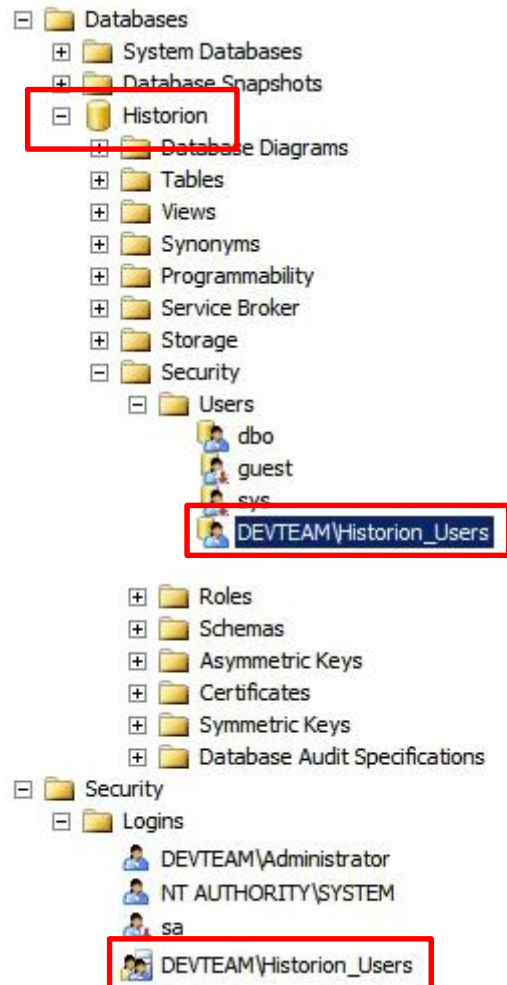 Databases
System Databases
Database Snapshots
Historion
Database Diagrams
Tables
Views
Synonyms
Programmability
Service Broker
Storage
Security
Users
dbo
guest
sys
DEVTEAM\Historion_Users
Roles
Schemas
Asymmetric Keys
Certificates
Symmetric Keys
Database Audit Specifications
Security
Logins
DEVTEAM\Administrator
NT AUTHORITY\SYSTEM
sa
DEVTEAM\Historion_Users